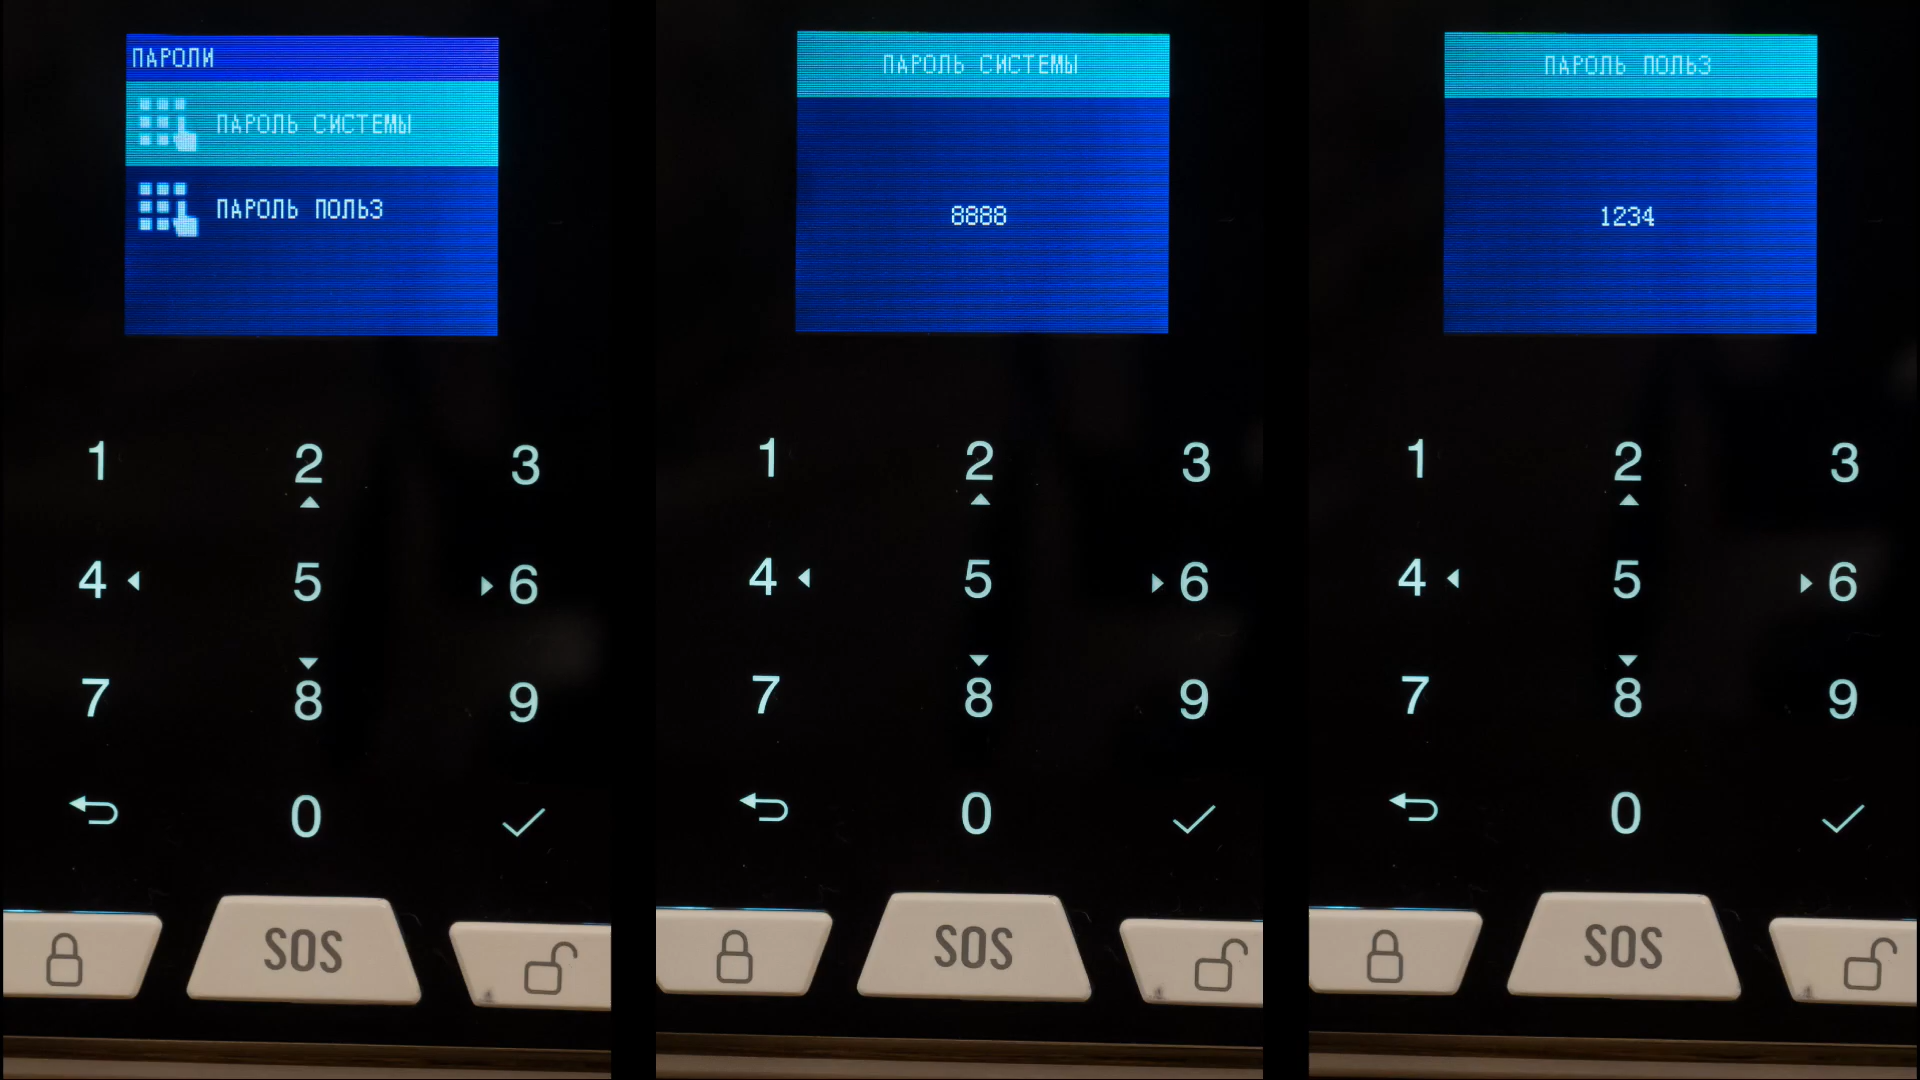 ПАРОЛИ
ПАРОЛЬ СИСТЕМЫ
ПАРОЛЬ ПОЛЬЗ
1 2 3
4 5 6
7 8 9
0
SOS
ПАРОЛЬ СИСТЕМЫ
8888
1 2 3
4 5 6
7 8 9
0
SOS
ПАРОЛЬ ПОЛЬЗ
1234
1 2 3
4 5 6
7 8 9
0
SOS